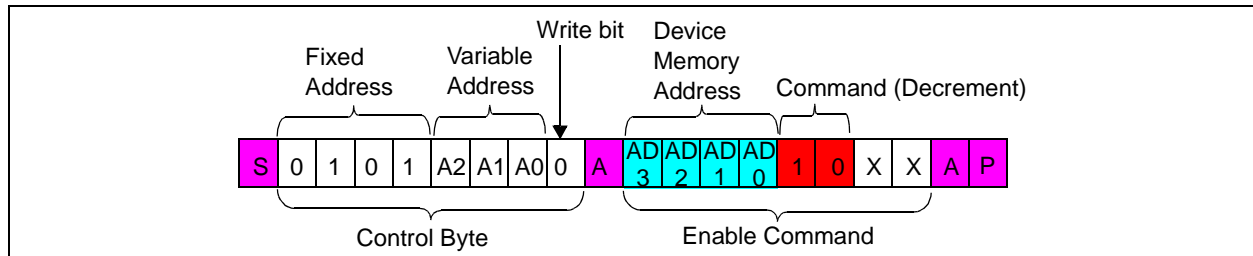 Write bit
Device
Memory
Address
Fixed
Address
Variable
Address
Command (Decrement)
S 0 1 0 1 A2 A1 A0 0 A AD AD AD AD 1 0 X X A P
3 2 1 0
Control Byte
Enable Command